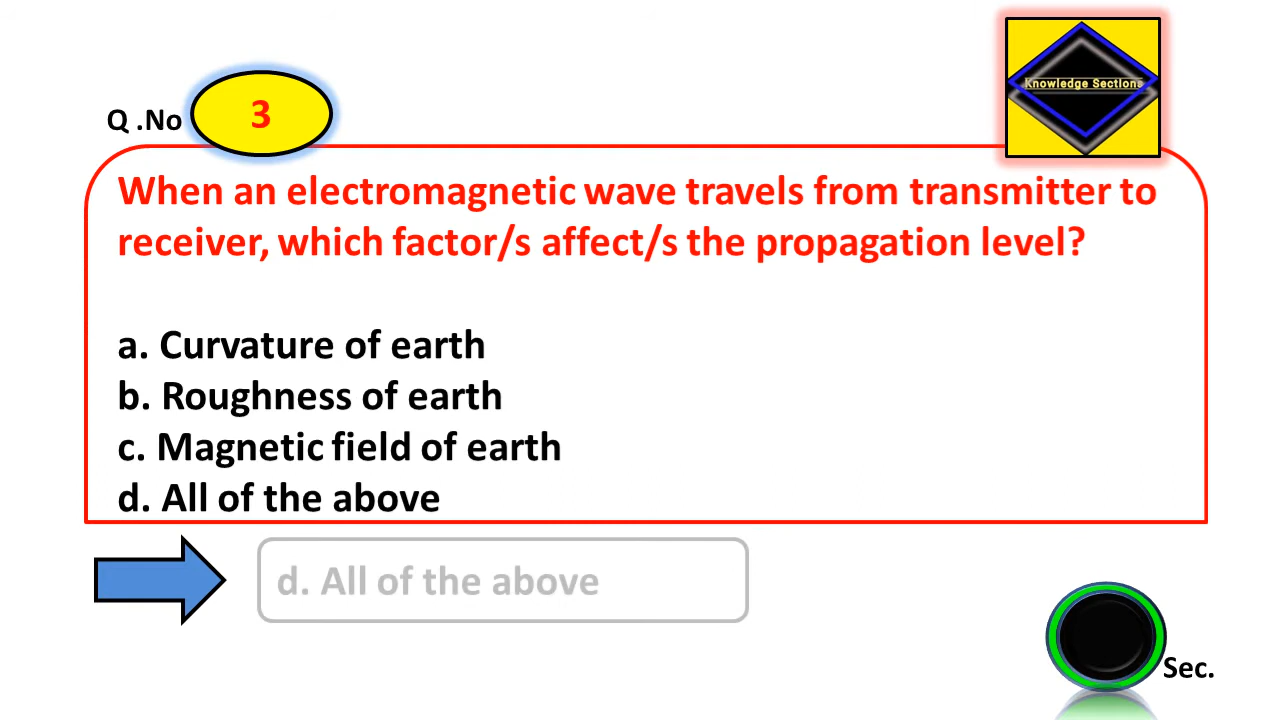 Knowledge Sections
Q .No 3
When an electromagnetic wave travels from transmitter to
receiver, which factor/s affect/s the propagation level?
a. Curvature of earth
b. Roughness of earth
c. Magnetic field of earth
d. All of the above
d. All of the above
Sec.